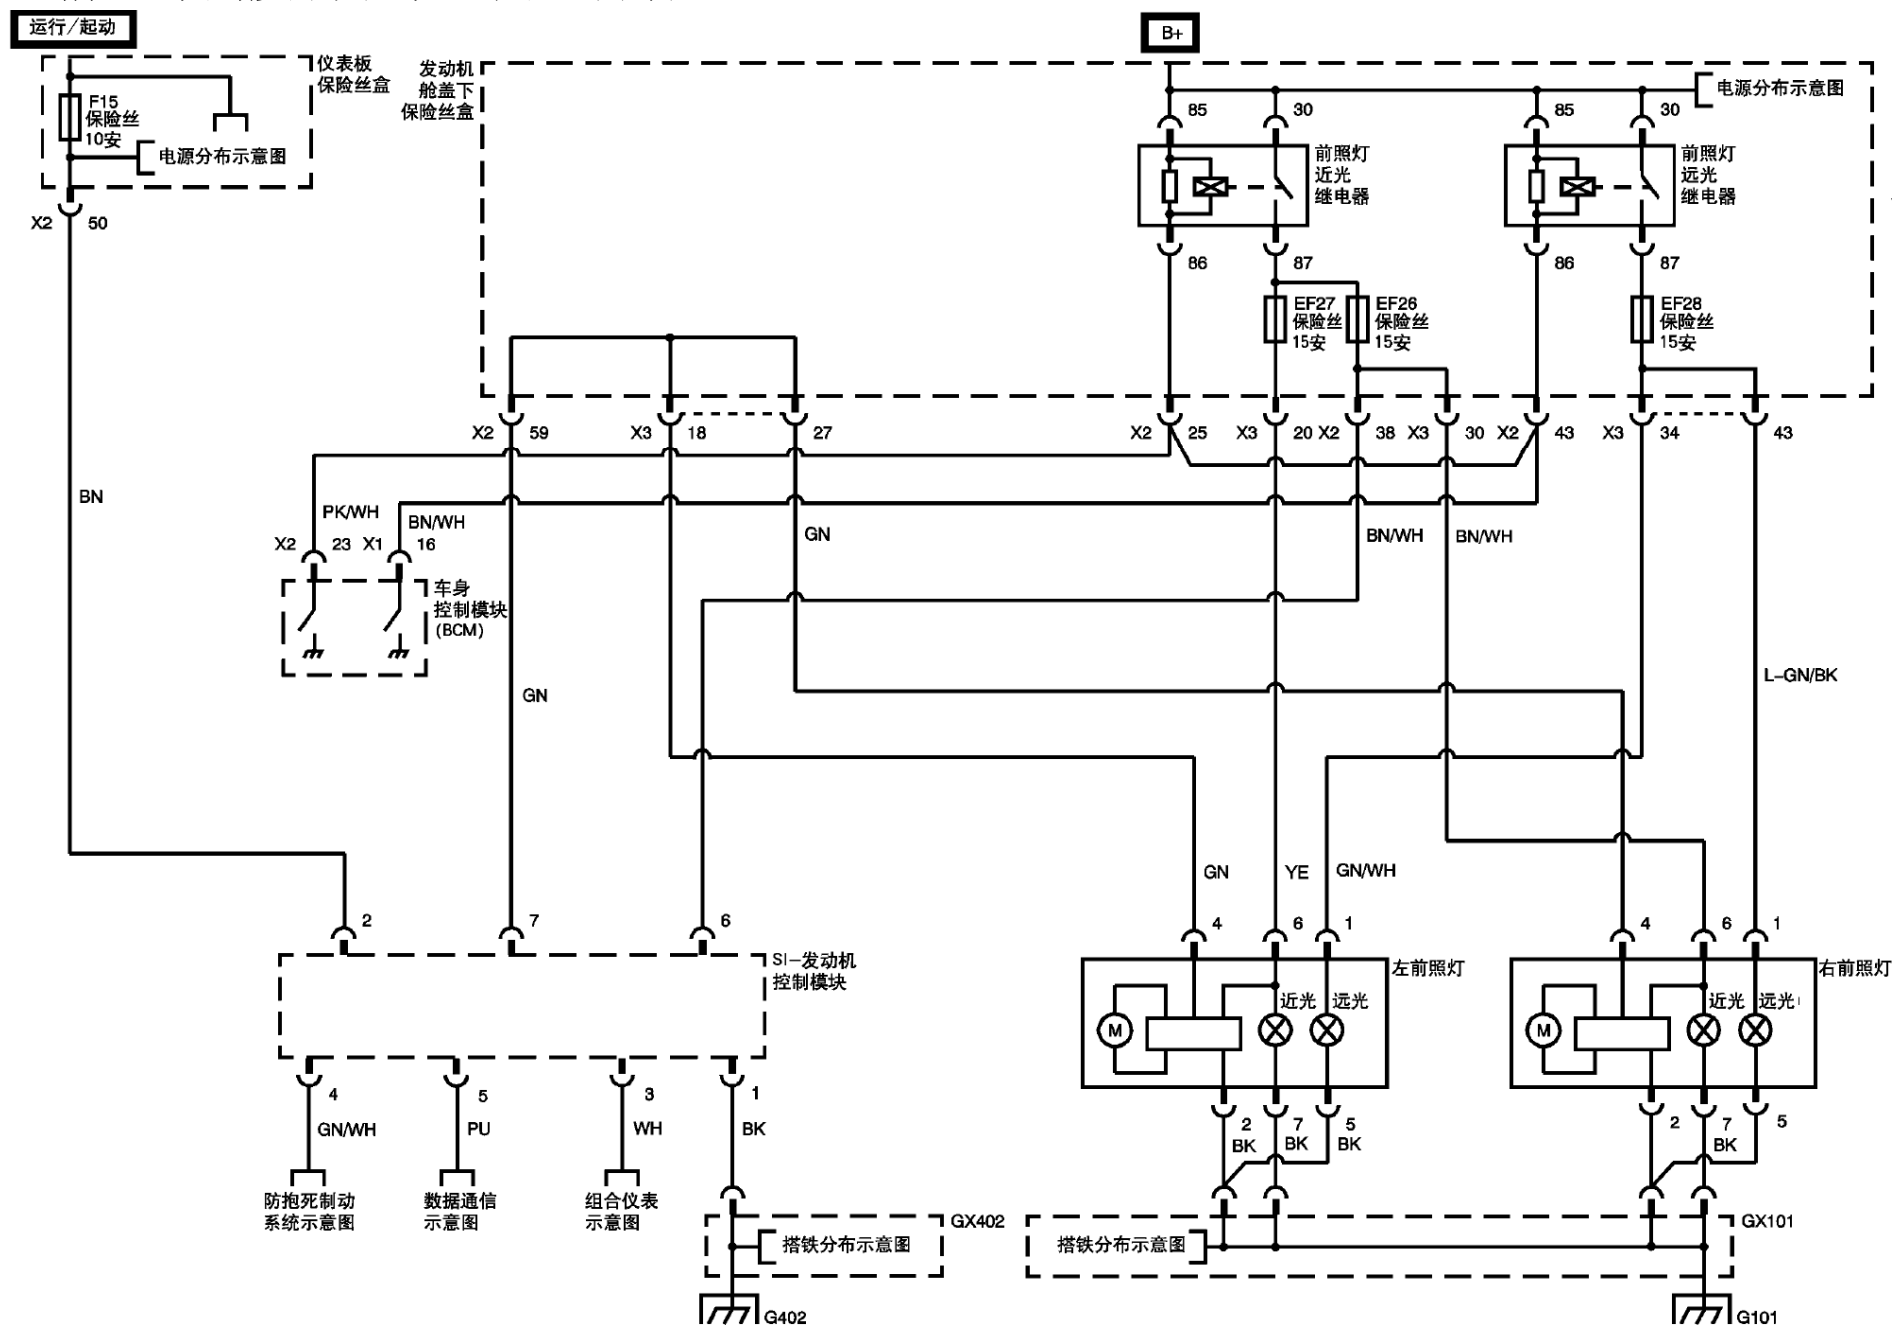 运行/起动
B+
仪表板
保险丝盒
F15
保险丝
10安
电源分布示意图
X2 50
发动机
舱盖下
保险丝盒
电源分布示意图
85 30 85 30
前照灯
近光
继电器
前照灯
远光
继电器
86 87 86 87
EF27
保险丝
15安
EF26
保险丝
15安
EF28
保险丝
15安
X2 59 X3 18 27 X2 25 X3 20 X2 38 X3 30 X2 43 X3 34 43
BN
PK/WH
BN/WH
GN
BN/WH
BN/WH
X2 23 X1 16
车身
控制模块
(BCM)
GN
L-GN/BK
GN
YE
GN/WH
2 7 6 4 6 1 4 6 1
SI-发动机
控制模块
左前照灯
右前照灯
近光 远光
近光 远光
M
M
4 5 3 1
2 7 5
2 7 5
GN/WH
PU
WH
BK
BK
BK
BK
BK
防抱死制动
系统示意图
数据通信
示意图
组合仪表
示意图
GX402
搭铁分布示意图
搭铁分布示意图
GX101
G402
G101